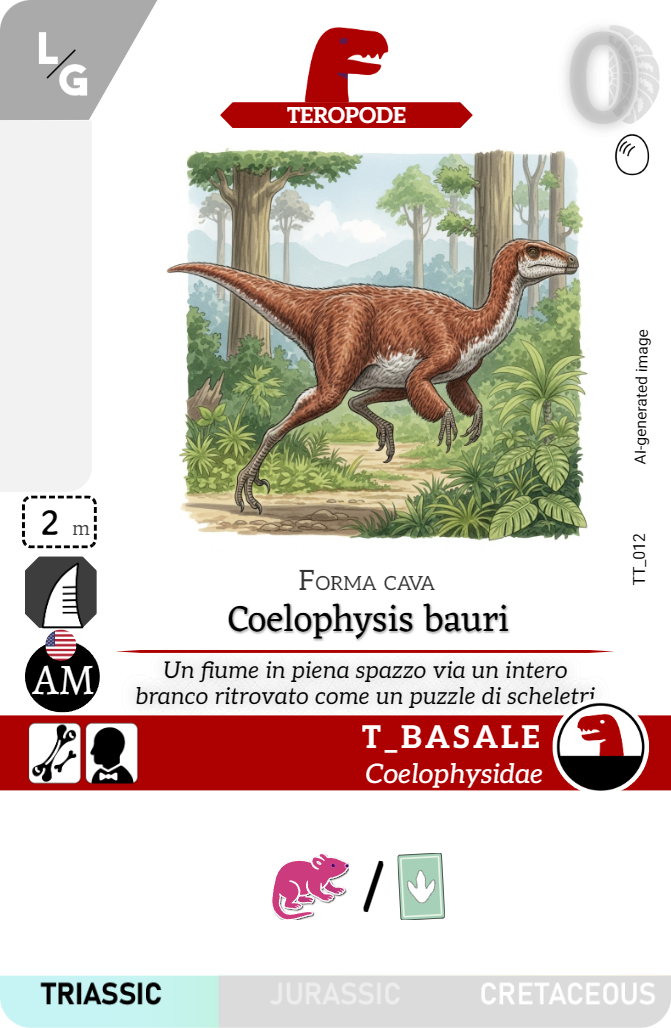 L/G
0
TEROPODE
AI-generated image
TT_012
2 m
AM
Forma cava
Coelophysis bauri
Un fiume in piena spazzo via un intero
branco ritrovato come un puzzle di scheletri
T_BASALE
Coelophysidae
/
TRIASSIC
JURASSIC
CRETACEOUS